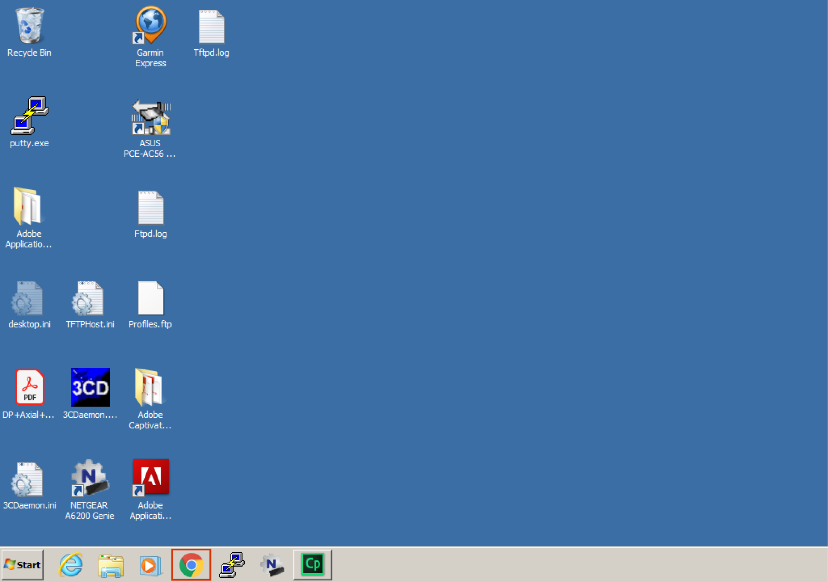 Recycle Bin
Garmin
Express
Tftpd.log
putty.exe
ASUS
PCE-AC56 ...
Adobe
Applicatio...
Ftpd.log
desktop.ini
TFTPHost.ini
Profiles.ftp
PDF
DP+Axial+...
3CD
3CDaemon....
Adobe
Captivat...
3CDaemon.ini
N
NETGEAR
A6200 Genie
Adobe
Applicati...
Start
N
Cp